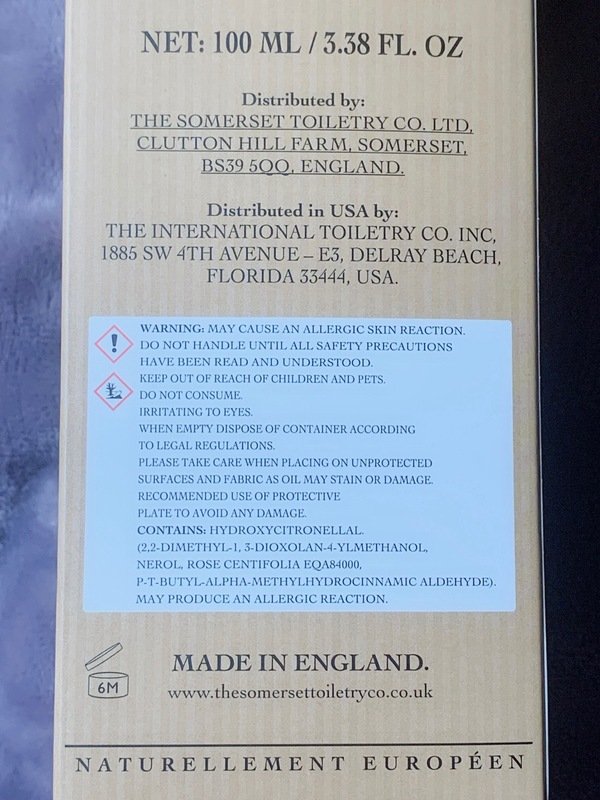 NET: 100 ML / 3.38 FL. OZ
Distributed by:
THE SOMERSET TOILETRY CO. LTD,
CLUTTON HILL FARM, SOMERSET,
BS39 5QQ, ENGLAND.
Distributed in USA by:
THE INTERNATIONAL TOILETRY CO. INC,
1885 SW 4TH AVENUE – E3, DELRAY BEACH,
FLORIDA 33444, USA.
WARNING: MAY CAUSE AN ALLERGIC SKIN REACTION.
DO NOT HANDLE UNTIL ALL SAFETY PRECAUTIONS
HAVE BEEN READ AND UNDERSTOOD.
KEEP OUT OF REACH OF CHILDREN AND PETS.
DO NOT CONSUME.
IRRITATING TO EYES.
WHEN EMPTY DISPOSE OF CONTAINER ACCORDING
TO LEGAL REGULATIONS.
PLEASE TAKE CARE WHEN PLACING ON UNPROTECTED
SURFACES AND FABRIC AS OIL MAY STAIN OR DAMAGE.
RECOMMENDED USE OF PROTECTIVE
PLATE TO AVOID ANY DAMAGE.
CONTAINS: HYDROXYCITRONELLAL.
(2,2-DIMETHYL-1, 3-DIOXOLAN-4-YLMETHANOL,
NEROL, ROSE CENTIFOLIA EQA84000,
P-T-BUTYL-ALPHA-METHYLHYDROCINNAMIC ALDEHYDE).
MAY PRODUCE AN ALLERGIC REACTION.
6M
MADE IN ENGLAND.
www.thesomersettoiletryco.co.uk
NATURELLEMENT EUROPÉEN